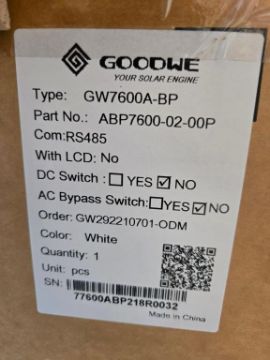 GOODWE
YOUR SOLAR ENGINE
Type: GW7600A-BP
Part No.: ABP7600-02-00P
Com:RS485
With LCD: No
DC Switch : ☐ YES ☑ NO
AC Bypass Switch: ☐ YES ☑ NO
Order: GW292210701-ODM
Color: White
Quantity: 1
Unit: pcs
SN:
77600ABP218R0032
Made in China